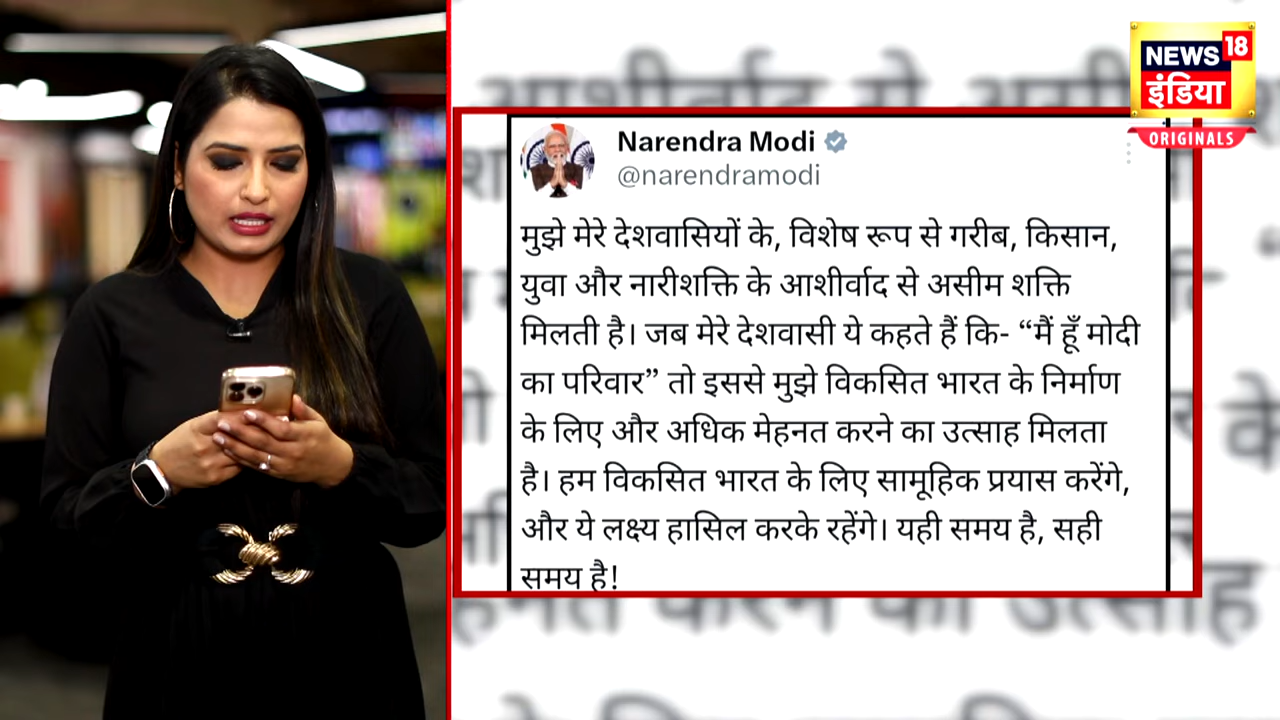 NEWS 18
इंडिया
ORIGINALS
Narendra Modi
@narendramodi
मुझे मेरे देशवासियों के, विशेष रूप से गरीब, किसान,
युवा और नारीशक्ति के आशीर्वाद से असीम शक्ति
मिलती है। जब मेरे देशवासी ये कहते हैं कि- “मैं हूँ मोदी
का परिवार” तो इससे मुझे विकसित भारत के निर्माण
के लिए और अधिक मेहनत करने का उत्साह मिलता
है। हम विकसित भारत के लिए सामूहिक प्रयास करेंगे,
और ये लक्ष्य हासिल करके रहेंगे। यही समय है, सही
समय है!